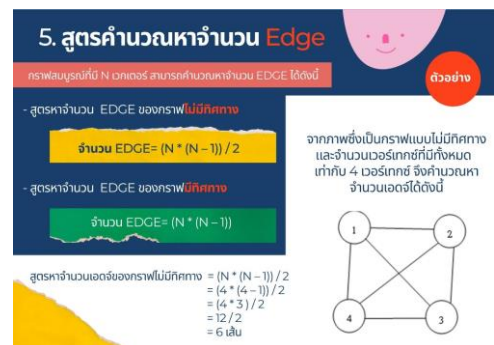 5. สูตรคำนวณหาจำนวน Edge
กราฟสมบูรณ์ที่มี N เวกเตอร์ สามารถคำนวณหาจำนวน EDGE ได้ดังนี้
ตัวอย่าง
- สูตรหาจำนวน EDGE ของกราฟไม่มีทิศทาง
จำนวน EDGE= (N * (N – 1)) / 2
- สูตรหาจำนวน EDGE ของกราฟมีทิศทาง
จำนวน EDGE= (N * (N – 1))
จากภาพซึ่งเป็นกราฟแบบไม่มีทิศทาง
และจำนวนเวอร์เทกซ์ที่มีทั้งหมด
เท่ากับ 4 เวอร์เทกซ์ จึงคำนวณหา
จำนวนเอดจ์ได้ดังนี้
1
2
4
3
สูตรหาจำนวนเอดจ์ของกราฟไม่มีทิศทาง = (N * (N – 1)) / 2
= (4 * (4 – 1)) / 2
= (4 * 3 ) / 2
= 12 / 2
= 6 เส้น